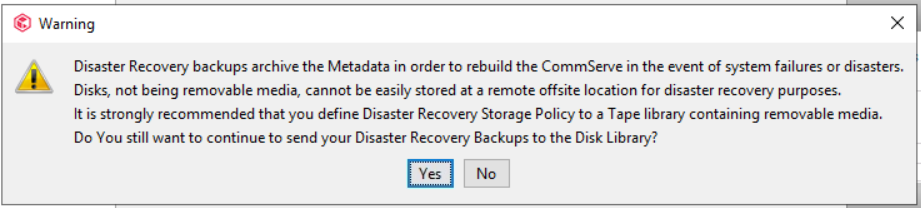 Warning
Disaster Recovery backups archive the Metadata in order to rebuild the CommServe in the event of system failures or disasters.
Disks, not being removable media, cannot be easily stored at a remote offsite location for disaster recovery purposes.
It is strongly recommended that you define Disaster Recovery Storage Policy to a Tape library containing removable media.
Do You still want to continue to send your Disaster Recovery Backups to the Disk Library?
Yes No